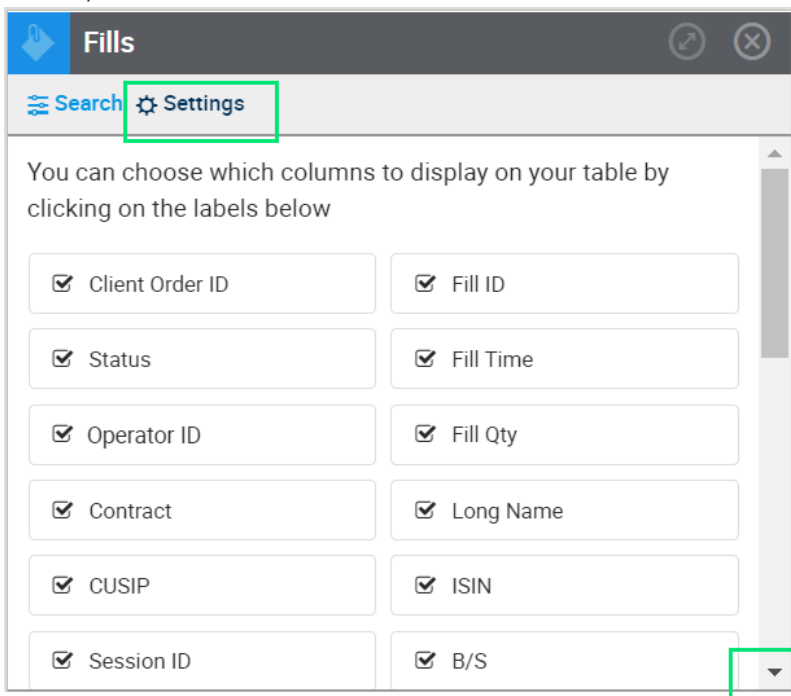 Fills
Search Settings
You can choose which columns to display on your table by
clicking on the labels below
Client Order ID Fill ID
Status Fill Time
Operator ID Fill Qty
Contract Long Name
CUSIP ISIN
Session ID B/S